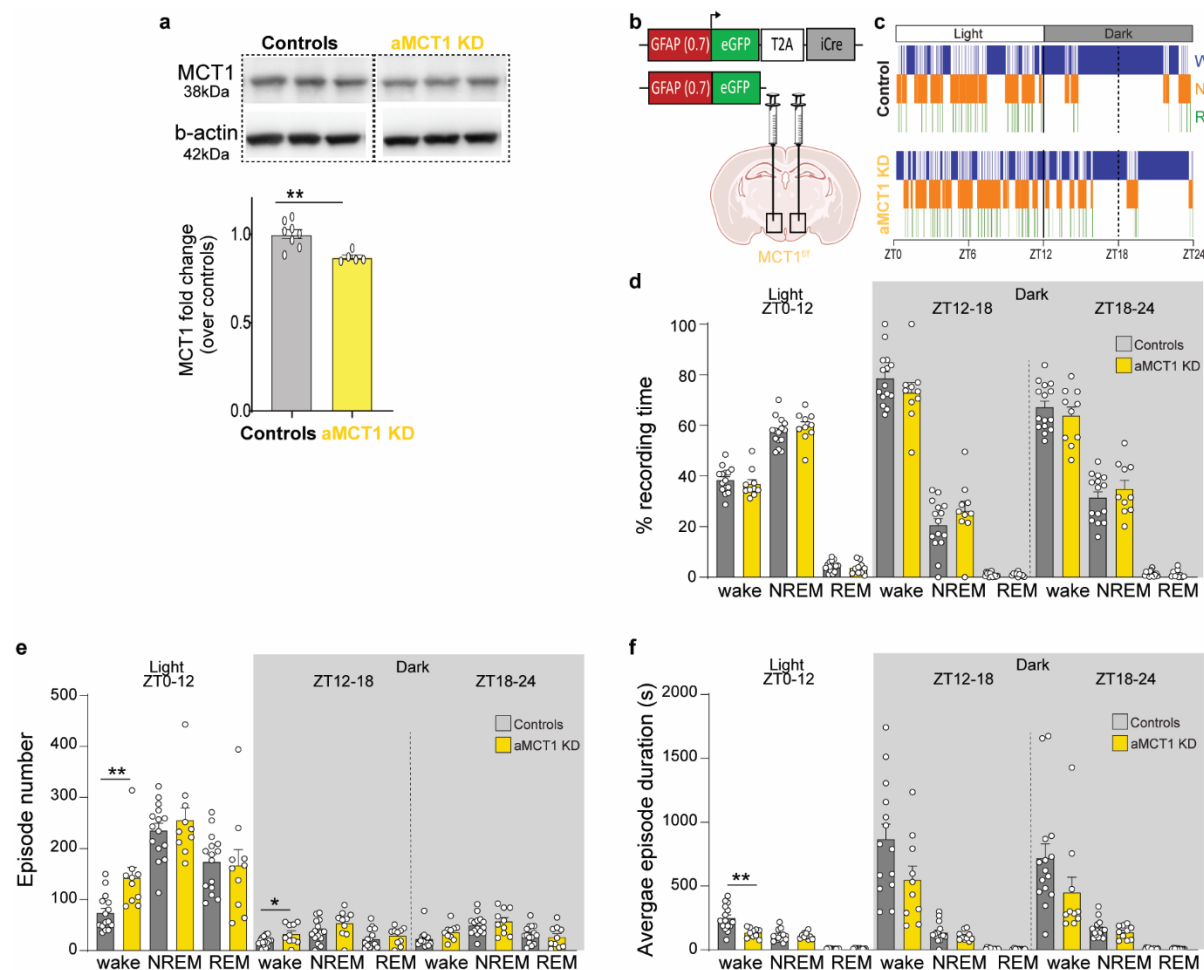 a
Controls aMCT1 KD
MCT1
38kDa
b-actin
42kDa
**
MCT1 fold change
(over controls)
1.0
0.5
0.0
Controls aMCT1 KD
b
GFAP (0.7) eGFP T2A iCre
GFAP (0.7) eGFP
MCT1f/f
c
Light Dark
Control
W
N
R
aMCT1 KD
ZT0 ZT6 ZT12 ZT18 ZT24
d
Light
ZT0-12
Dark
ZT12-18 ZT18-24
Controls
aMCT1 KD
% recording time
100
80
60
40
20
0
wake NREM REM wake NREM REM wake NREM REM
e
Light
ZT0-12
Dark
ZT12-18 ZT18-24
Controls
aMCT1 KD
Episode number
500
400
300
200
100
0
**
*
wake NREM REM wake NREM REM wake NREM REM
f
Light
ZT0-12
Dark
ZT12-18 ZT18-24
Controls
aMCT1 KD
Avergae episode duration (s)
2000
1500
1000
500
0
**
wake NREM REM wake NREM REM wake NREM REM